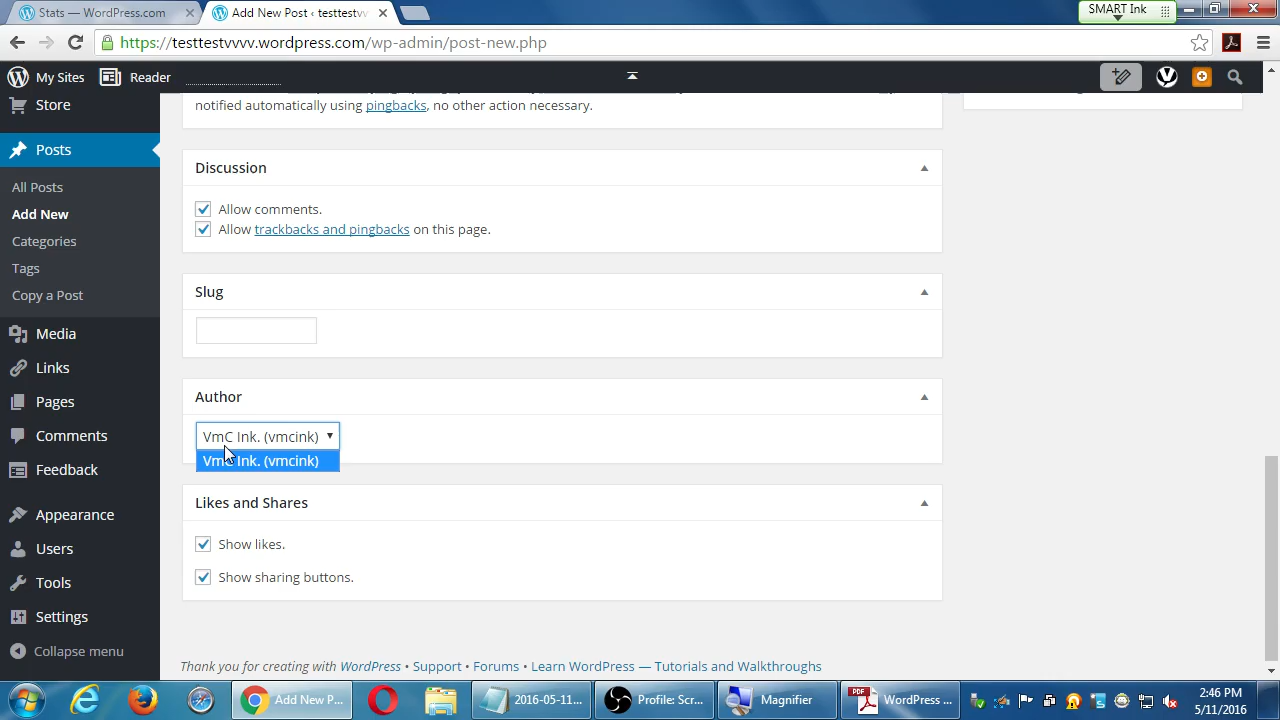 Stats — WordPress.com
Add New Post ‹ testtestvv
SMART Ink
https://testtestvvvv.wordpress.com/wp-admin/post-new.php
My Sites
Reader
Store
Posts
All Posts
Add New
Categories
Tags
Copy a Post
Media
Links
Pages
Comments
Feedback
Appearance
Users
Tools
Settings
Collapse menu
notified automatically using pingbacks, no other action necessary.
Discussion
Allow comments.
Allow trackbacks and pingbacks on this page.
Slug
Author
VmC Ink. (vmcink)
VmC Ink. (vmcink)
Likes and Shares
Show likes.
Show sharing buttons.
Thank you for creating with WordPress • Support • Forums • Learn WordPress — Tutorials and Walkthroughs
Add New P...
2016-05-11...
Profile: Scr...
Magnifier
PDF
WordPress ...
2:46 PM
5/11/2016